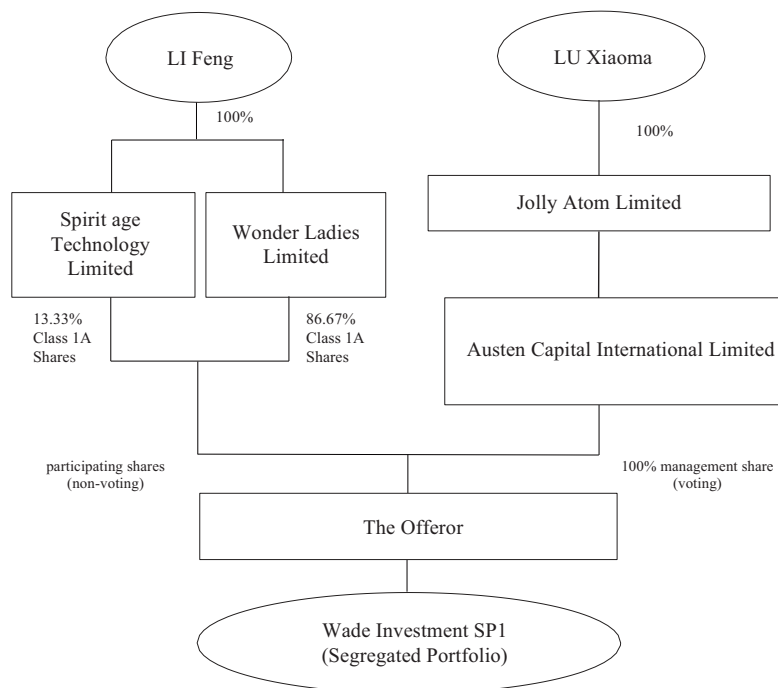 LI Feng
LU Xiaoma
100%
100%
Spirit age
Technology
Limited
Wonder Ladies
Limited
Jolly Atom Limited
13.33%
Class 1A
Shares
86.67%
Class 1A
Shares
Austen Capital International Limited
participating shares
(non-voting)
100% management share
(voting)
The Offeror
Wade Investment SP1
(Segregated Portfolio)